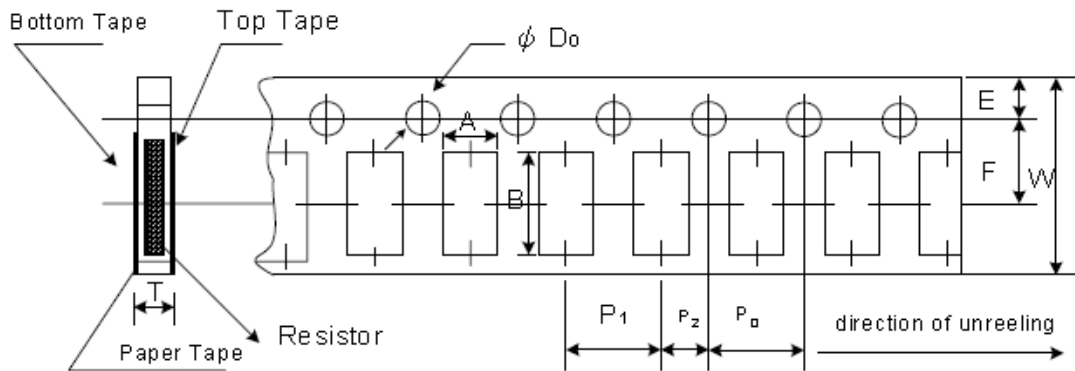 Bottom Tape
Top Tape
ϕ Do
E
A
F
W
B
T
P1
P2
Po
direction of unreeling
Resistor
Paper Tape